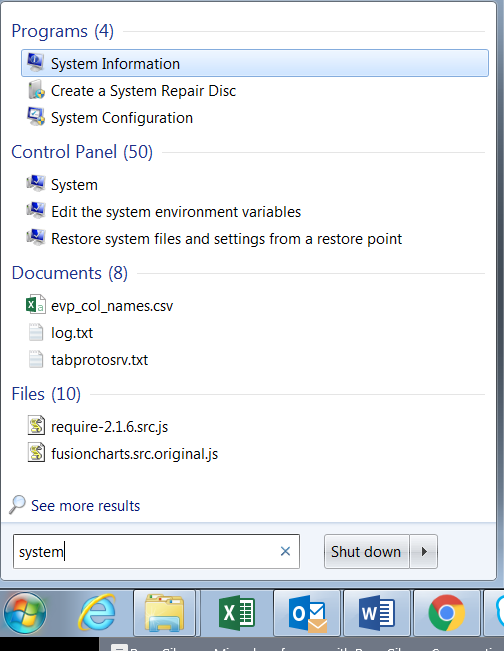 Programs (4)
System Information
Create a System Repair Disc
System Configuration
Control Panel (50)
System
Edit the system environment variables
Restore system files and settings from a restore point
Documents (8)
evp_col_names.csv
log.txt
tabprotosrv.txt
Files (10)
require-2.1.6.src.js
fusioncharts.src.original.js
See more results
system
Shut down